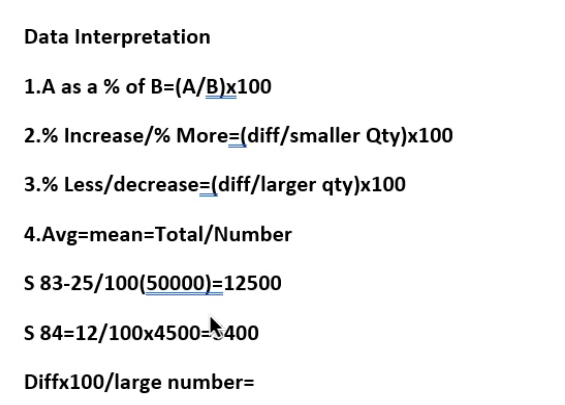 Data Interpretation
1.A as a % of B=(A/B)x100
2.% Increase/% More=(diff/smaller Qty)x100
3.% Less/decrease=(diff/larger qty)x100
4.Avg=mean=Total/Number
S 83-25/100(50000)=12500
S 84=12/100x4500= 400
Diffx100/large number=